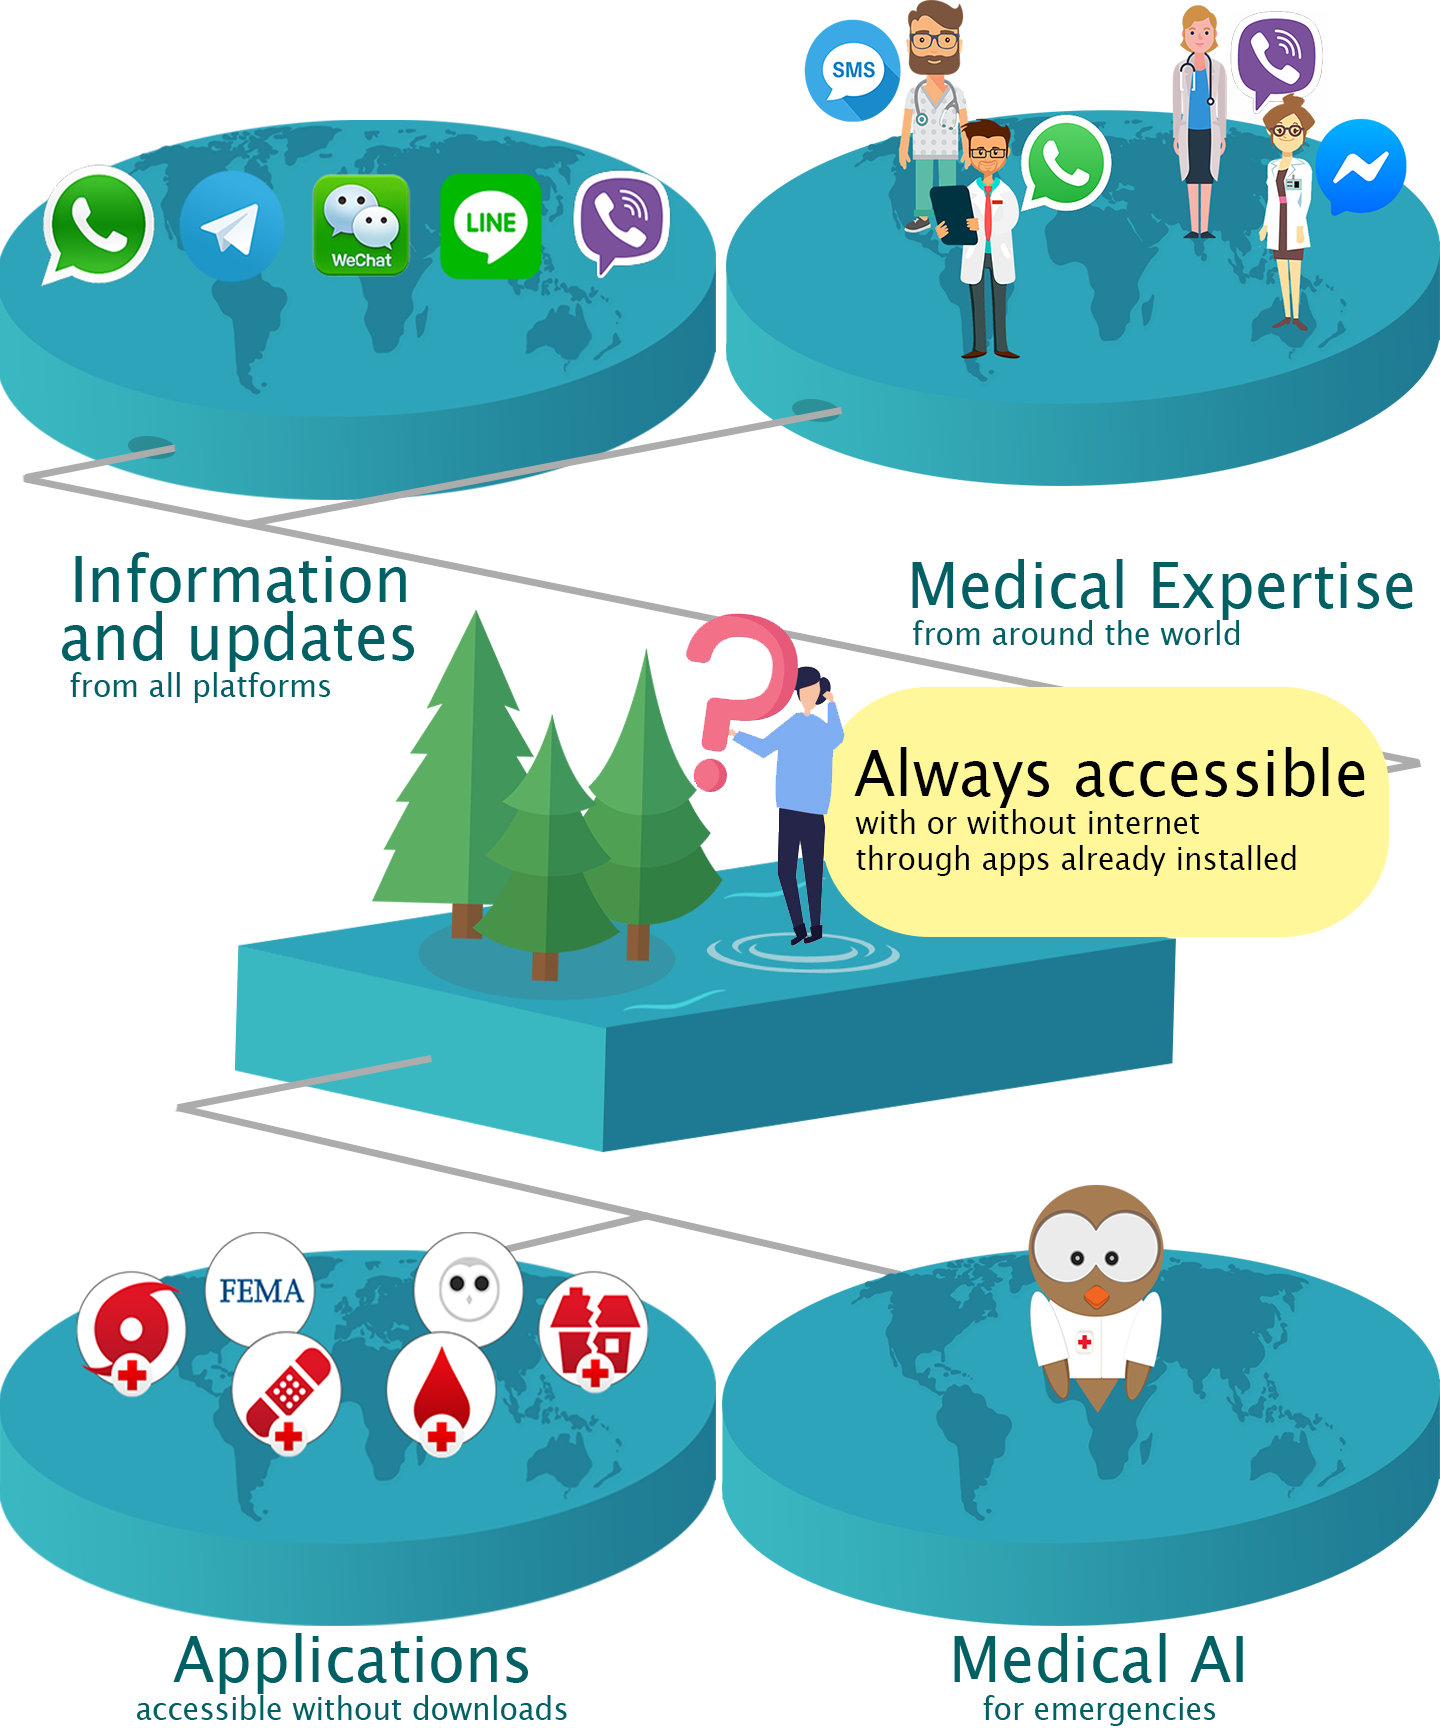 SMS
WeChat
LINE
Information
and updates
from all platforms
Medical Expertise
from around the world
Always accessible
with or without internet
through apps already installed
FEMA
Applications
accessible without downloads
Medical AI
for emergencies